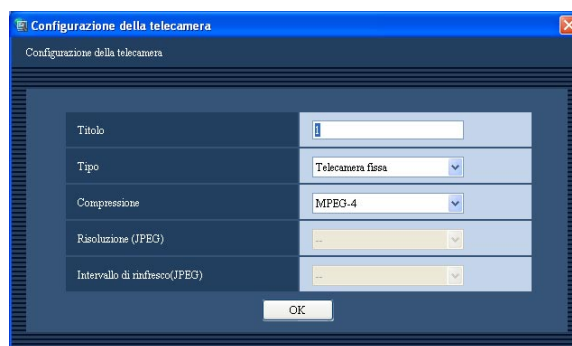 Configurazione della telecamera
Configurazione della telecamera
Titolo 1
Tipo Telecamera fissa
Compressione MPEG-4
Risoluzione (JPEG) --
Intervallo di rinfresco(JPEG) --
OK